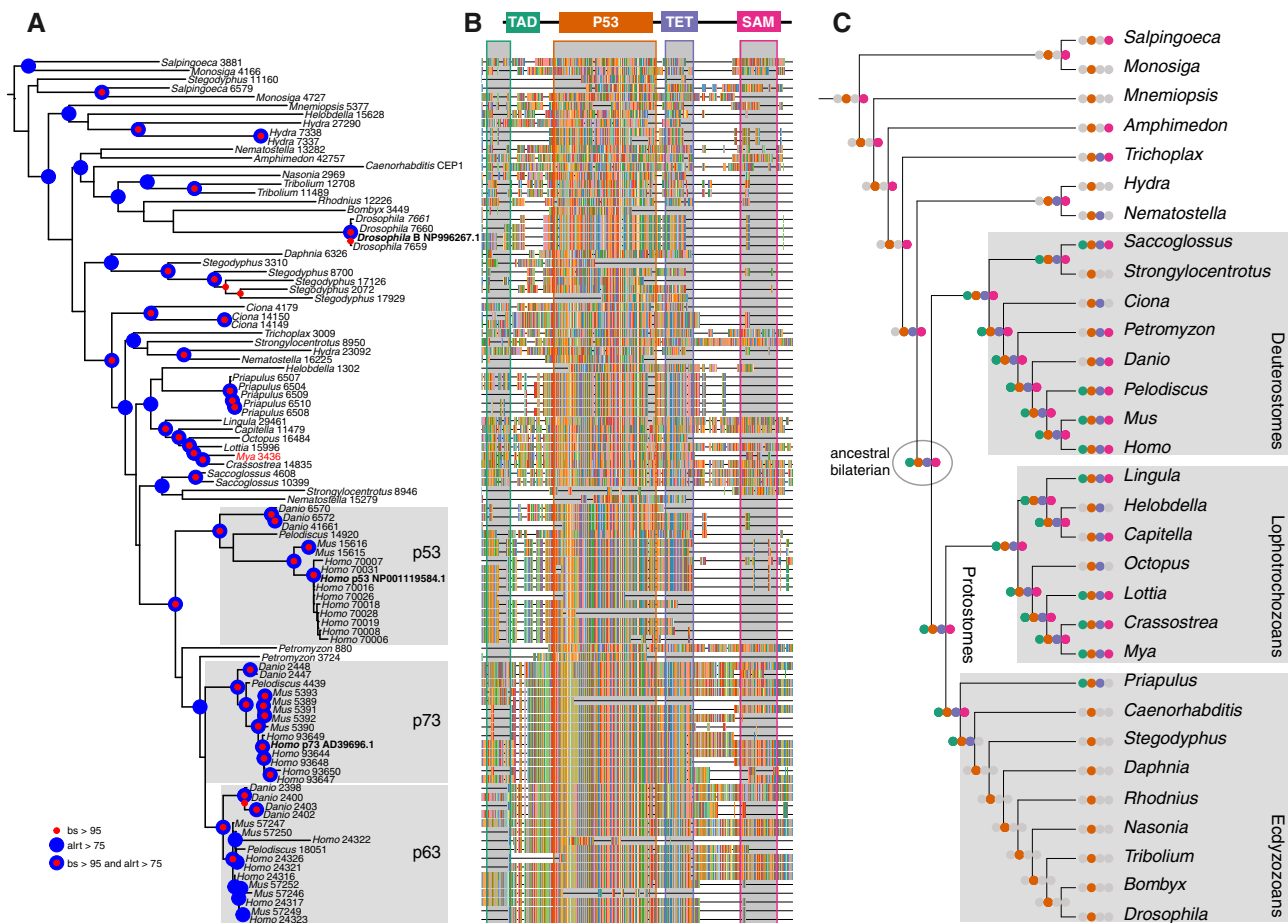 A
Salpingoeca 3881
Monosiga 4166
Stegodyphus 11160
Salpingoeca 6579
Monosiga 4727
Mnemiopsis 5377
Helobdella 15628
Hydra 27290
Hydra 7338
Hydra 7337
Nematostella 13282
Amphimedon 42757
Caenorhabditis CEP1
Nasonia 2969
Tribolium 12708
Tribolium 11489
Rhodnius 12226
Bombyx 3449
Drosophila 7661
Drosophila 7660
Drosophila B NP996267.1
Drosophila 7659
Daphnia 6326
Stegodyphus 3310
Stegodyphus 8700
Stegodyphus 17126
Stegodyphus 2072
Stegodyphus 17929
Ciona 4179
Ciona 14150
Ciona 14149
Trichoplax 3009
Strongylocentrotus 8950
Hydra 23092
Nematostella 16225
Helobdella 1302
Priapulus 6507
Priapulus 6504
Priapulus 6509
Priapulus 6510
Priapulus 6508
Lingula 29461
Capitella 11479
Octopus 16484
Lottia 15996
Mya 3436
Crassostrea 14835
Saccoglossus 4608
Saccoglossus 10399
Strongylocentrotus 8946
Nematostella 15279
Danio 6570
Danio 6572
Danio 41661
Pelodiscus 14920
Mus 15616
Mus 15615
Homo 70007
Homo 70031
Homo p53 NP001119584.1
Homo 70016
Homo 70026
Homo 70018
Homo 70028
Homo 70019
Homo 70008
Homo 70006
p53
Petromyzon 880
Petromyzon 3724
Danio 2448
Danio 2447
Pelodiscus 4439
Mus 5393
Mus 5389
Mus 5391
Mus 5392
Mus 5390
Homo 93649
Homo p73 AD39696.1
Homo 93644
Homo 93648
Homo 93650
Homo 93647
p73
Danio 2398
Danio 2400
Danio 2403
Danio 2402
Mus 57247
Mus 57250
Homo 24322
Pelodiscus 18051
Homo 24326
Homo 24321
Homo 24316
Mus 57252
Mus 57246
Homo 24317
Mus 57249
Homo 24323
p63
bs > 95
alrt > 75
bs > 95 and alrt > 75
B
TAD
P53
TET
SAM
C
Salpingoeca
Monosiga
Mnemiopsis
Amphimedon
Trichoplax
Hydra
Nematostella
Saccoglossus
Strongylocentrotus
Ciona
Petromyzon
Danio
Pelodiscus
Mus
Homo
Deuterostomes
ancestral
bilaterian
Lingula
Helobdella
Capitella
Octopus
Lottia
Crassostrea
Mya
Lophotrochozoans
Protostomes
Priapulus
Caenorhabditis
Stegodyphus
Daphnia
Rhodnius
Nasonia
Tribolium
Bombyx
Drosophila
Ecdyzozoans